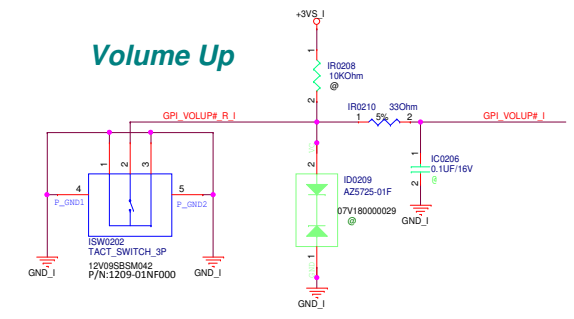 +3VS_I
Volume Up
1
IR0208
10KOhm
@
2
GPI_VOLUP#_R_I
IR0210
33Ohm
1
5%
2
GPI_VOLUP#_I
1
2
3
4
P_GND1
5
P_GND2
ISW0202
TACT_SWITCH_3P
12V09SBSM042
P/N:1209-01NF000
GND_I
GND_I
2
ID0209
AZ5725-01F
07V180000029
@
1
GND_I
1
IC0206
0.1UF/16V
@
2
GND_I